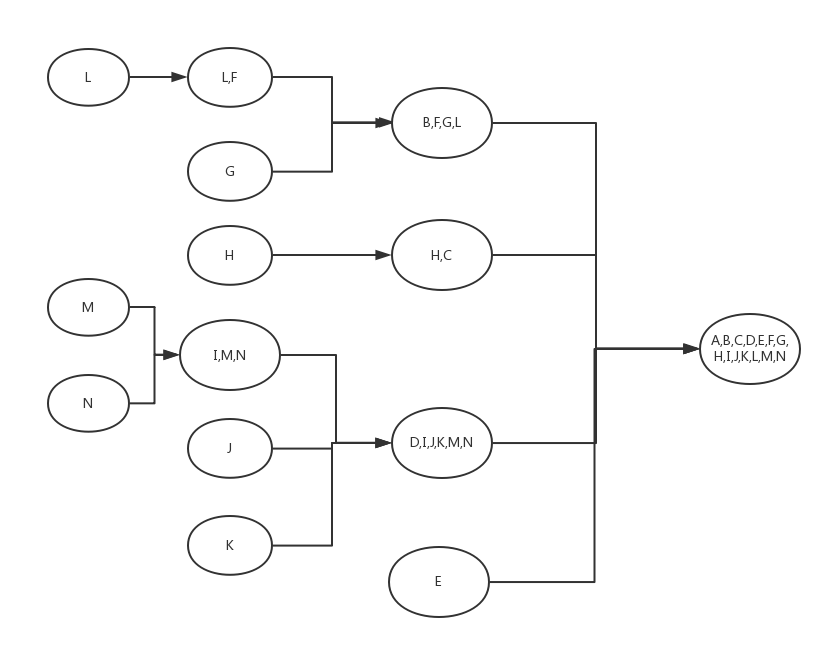 L
L,F
B,F,G,L
G
H
H,C
M
I,M,N
A,B,C,D,E,F,G,
H,I,J,K,L,M,N
N
J
D,I,J,K,M,N
K
E